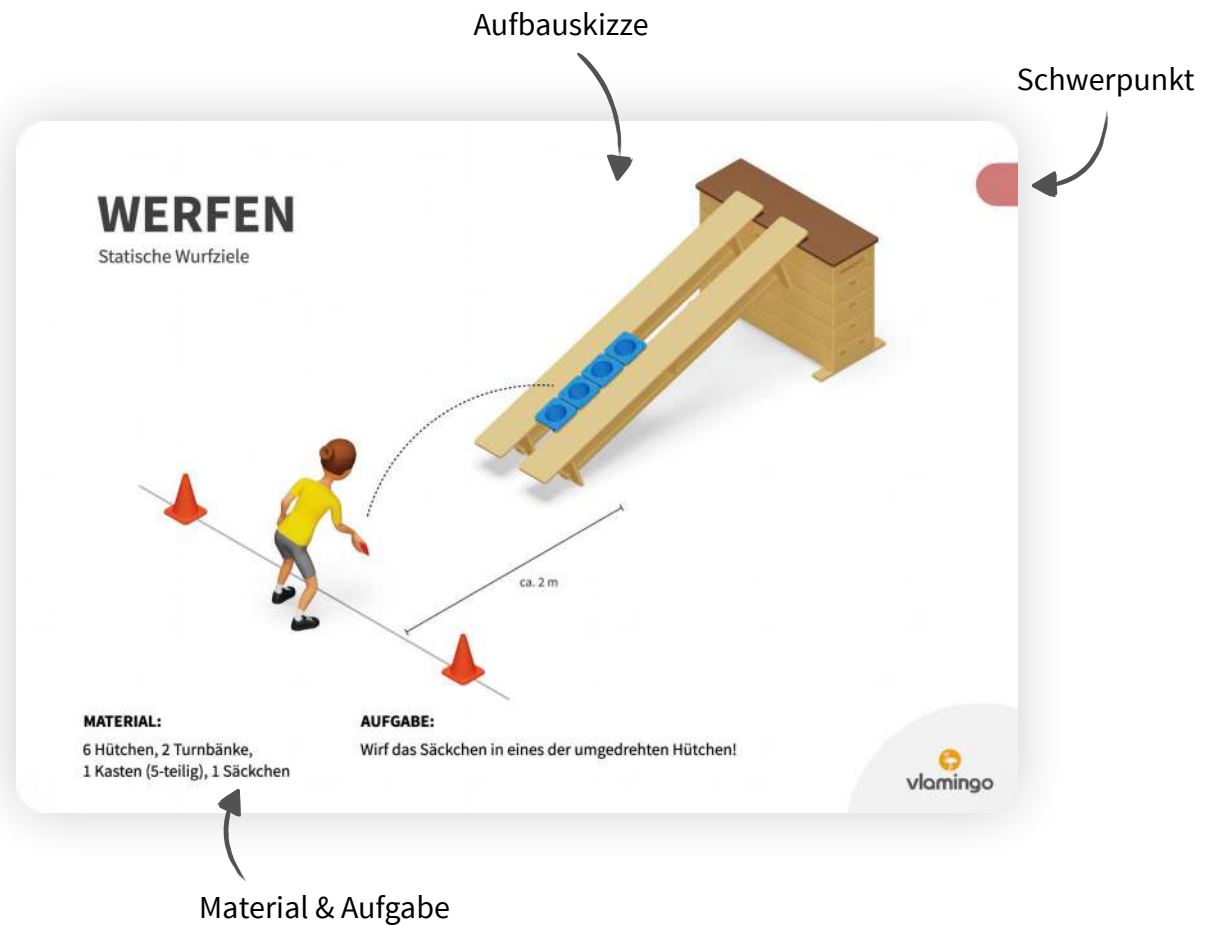 Aufbauskizze
Schwerpunkt
WERFEN
Statische Wurfziele
ca. 2 m
MATERIAL:
6 Hütchen, 2 Turnbänke,
1 Kasten (5-teilig), 1 Säckchen
AUFGABE:
Wirf das Säckchen in eines der umgedrehten Hütchen!
vlamingo
Material & Aufgabe